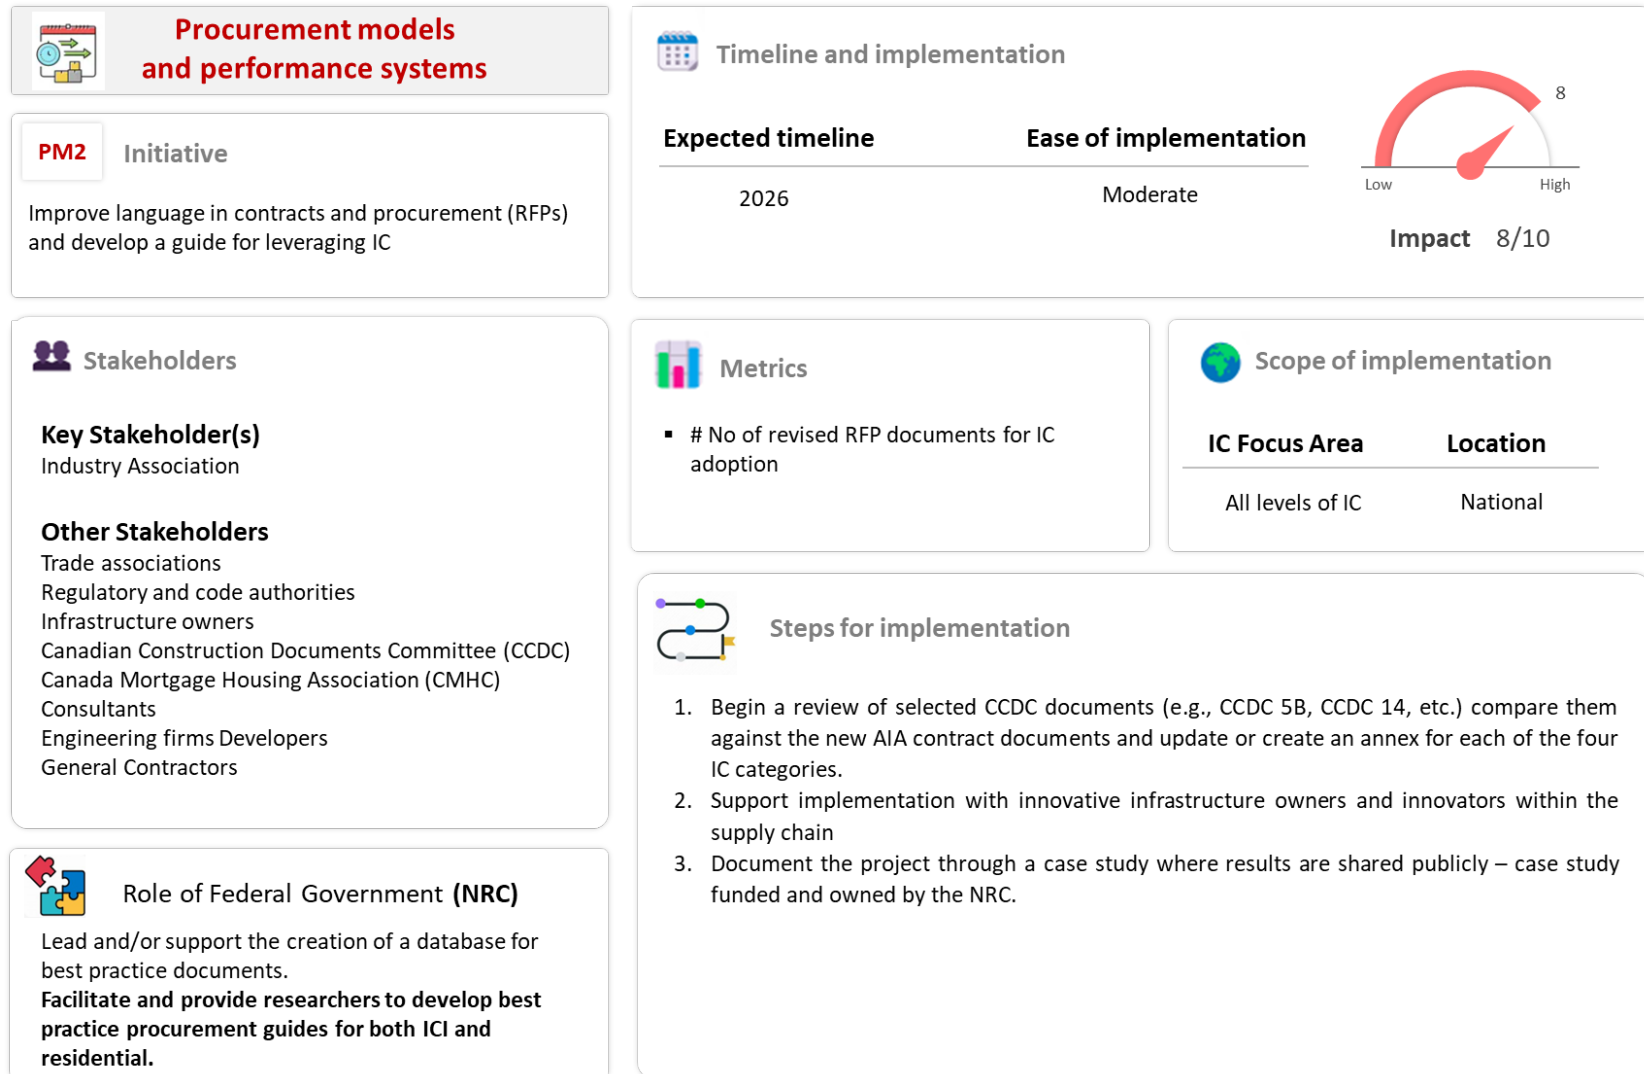 Procurement models
and performance systems
PM2 Initiative
Improve language in contracts and procurement (RFPs)
and develop a guide for leveraging IC
Timeline and implementation
Expected timeline Ease of implementation
2026 Moderate
8
Low High
Impact 8/10
Stakeholders
Key Stakeholder(s)
Industry Association
Other Stakeholders
Trade associations
Regulatory and code authorities
Infrastructure owners
Canadian Construction Documents Committee (CCDC)
Canada Mortgage Housing Association (CMHC)
Consultants
Engineering firms Developers
General Contractors
Metrics
▪ # No of revised RFP documents for IC
adoption
Scope of implementation
IC Focus Area Location
All levels of IC National
Role of Federal Government (NRC)
Lead and/or support the creation of a database for
best practice documents.
Facilitate and provide researchers to develop best
practice procurement guides for both ICI and
residential.
Steps for implementation
1. Begin a review of selected CCDC documents (e.g., CCDC 5B, CCDC 14, etc.) compare them
against the new AIA contract documents and update or create an annex for each of the four
IC categories.
2. Support implementation with innovative infrastructure owners and innovators within the
supply chain
3. Document the project through a case study where results are shared publicly – case study
funded and owned by the NRC.